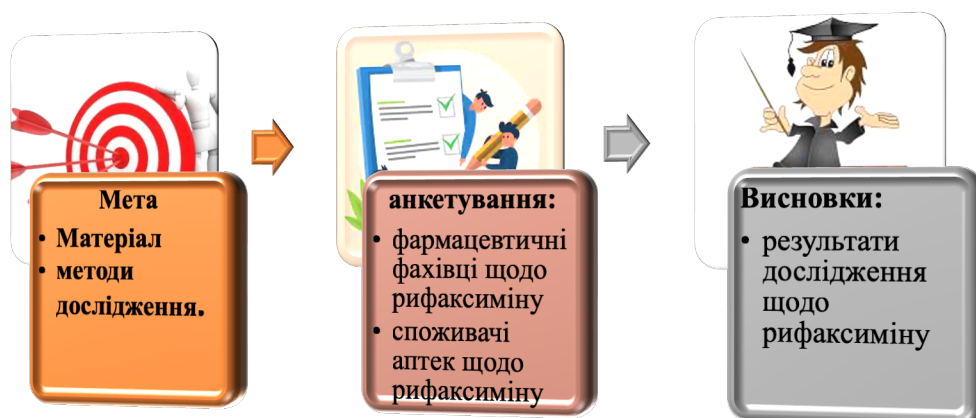 Мета
• Матеріал
• методи
дослідження.
анкетування:
• фармацевтичні
фахівці щодо
рифаксиміну
• споживачі
аптек щодо
рифаксиміну
Висновки:
• результати
дослідження
щодо
рифаксиміну